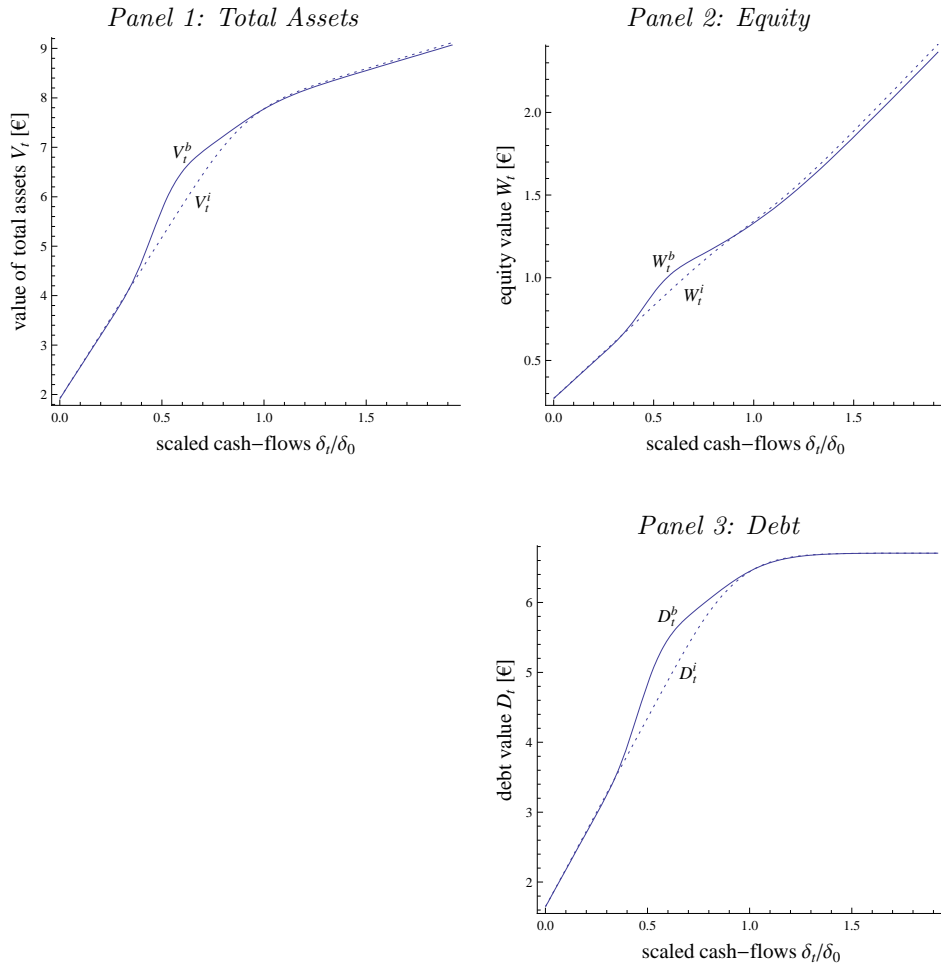 Panel 1: Total Assets
value of total assets V_t [€]
9
8
7
6
5
4
3
2
V_t^b
V_t^i
0.0 0.5 1.0 1.5
scaled cash−flows δ_t/δ_0
Panel 2: Equity
equity value W_t [€]
2.0
1.5
1.0
0.5
W_t^b
W_t^i
0.0 0.5 1.0 1.5
scaled cash−flows δ_t/δ_0
Panel 3: Debt
debt value D_t [€]
6
5
4
3
2
D_t^b
D_t^i
0.0 0.5 1.0 1.5
scaled cash−flows δ_t/δ_0